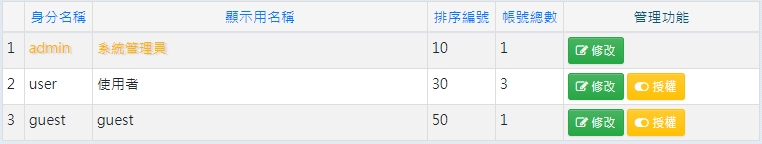 身分名稱 顯示用名稱 排序編號 帳號總數 管理功能
1 admin 系統管理員 10 1 修改
2 user 使用者 30 3 修改 授權
3 guest guest 50 1 修改 授權